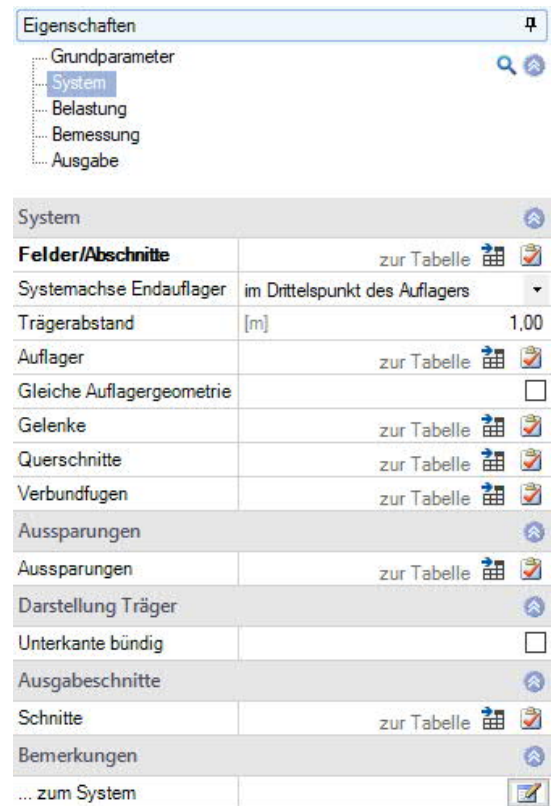 Eigenschaften
Grundparameter
System
Belastung
Bemessung
Ausgabe
System
Felder/Abschnitte zur Tabelle
Systemachse Endauflager im Drittelspunkt des Auflagers
Trägerabstand [m] 1,00
Auflager zur Tabelle
Gleiche Auflagergeometrie
Gelenke zur Tabelle
Querschnitte zur Tabelle
Verbundfugen zur Tabelle
Aussparungen
Aussparungen zur Tabelle
Darstellung Träger
Unterkante bündig
Ausgabeschnitte
Schnitte zur Tabelle
Bemerkungen
... zum System